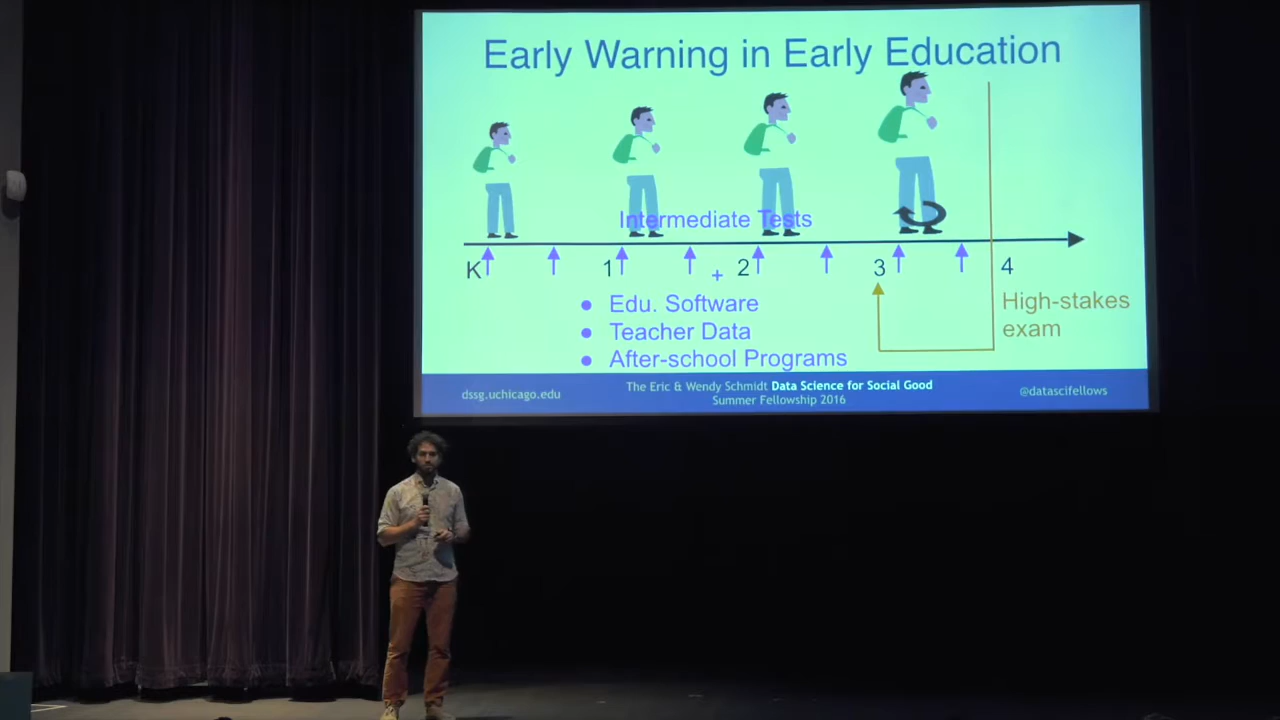 Early Warning in Early Education
Intermediate Tests
K 1 + 2 3 4
● Edu. Software
● Teacher Data
● After-school Programs
High-stakes
exam
dssg.uchicago.edu
The Eric & Wendy Schmidt Data Science for Social Good
Summer Fellowship 2016
@datascifellows